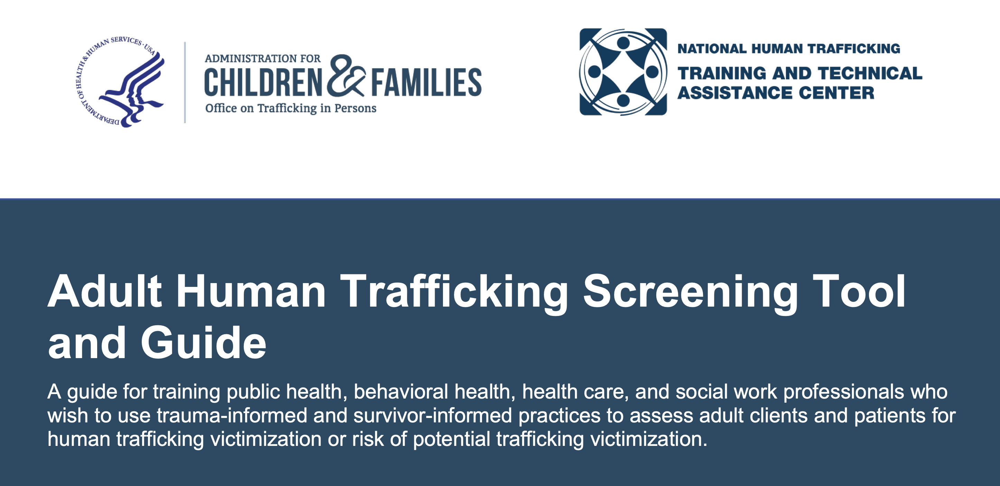 DEPARTMENT OF HEALTH & HUMAN SERVICES · USA
ADMINISTRATION FOR
CHILDREN & FAMILIES
Office on Trafficking in Persons
NATIONAL HUMAN TRAFFICKING
TRAINING AND TECHNICAL
ASSISTANCE CENTER
Adult Human Trafficking Screening Tool
and Guide
A guide for training public health, behavioral health, health care, and social work professionals who
wish to use trauma-informed and survivor-informed practices to assess adult clients and patients for
human trafficking victimization or risk of potential trafficking victimization.